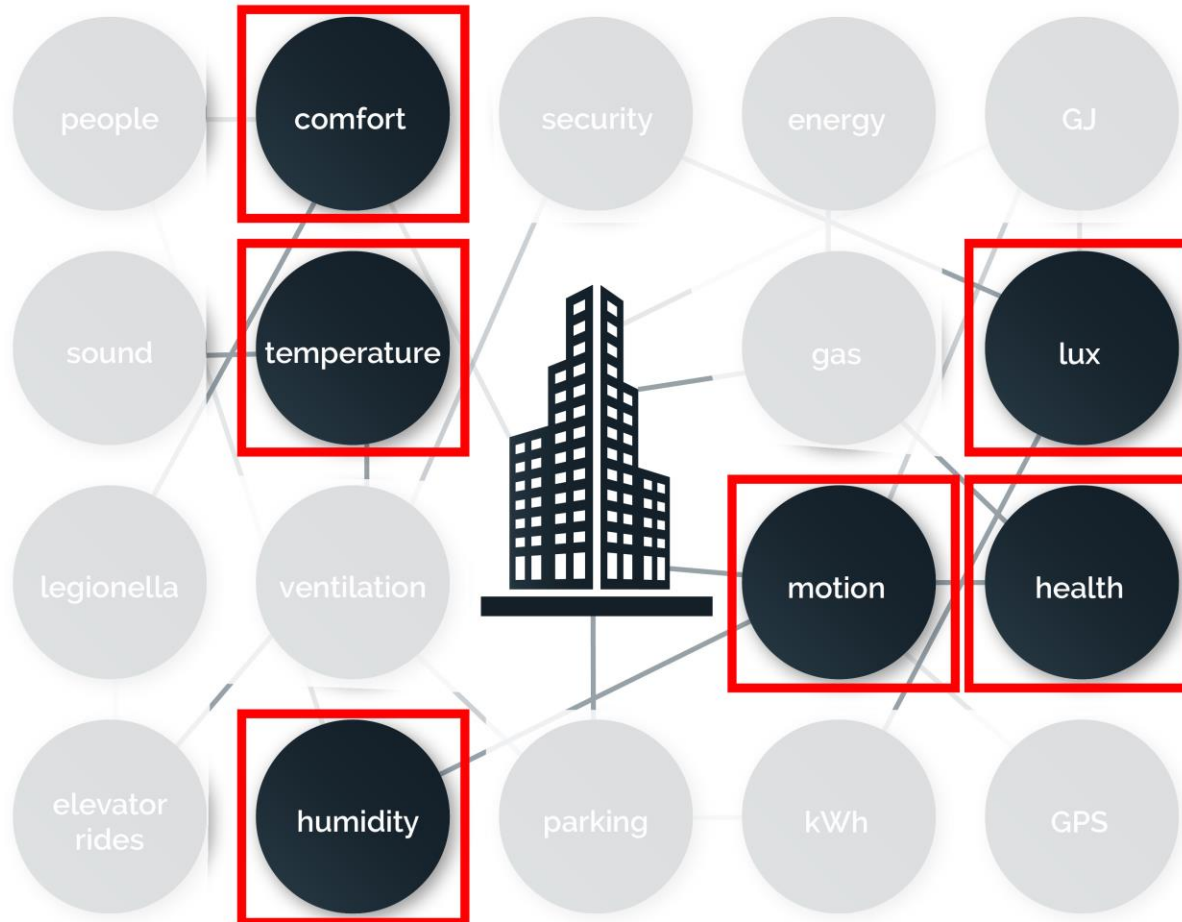 people
comfort
security
energy
GJ
sound
temperature
gas
lux
legionella
ventilation
motion
health
elevator
rides
humidity
parking
kWh
GPS